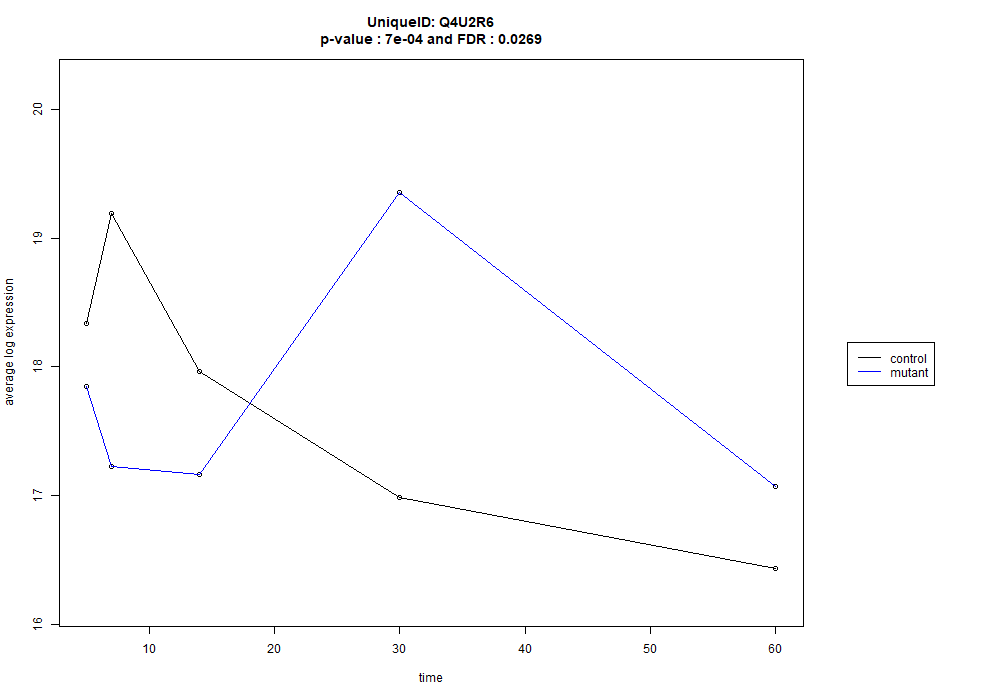 UniqueID: Q4U2R6
p-value : 7e-04 and FDR : 0.0269
average log expression
20
19
18
17
16
10 20 30 40 50 60
time
control
mutant